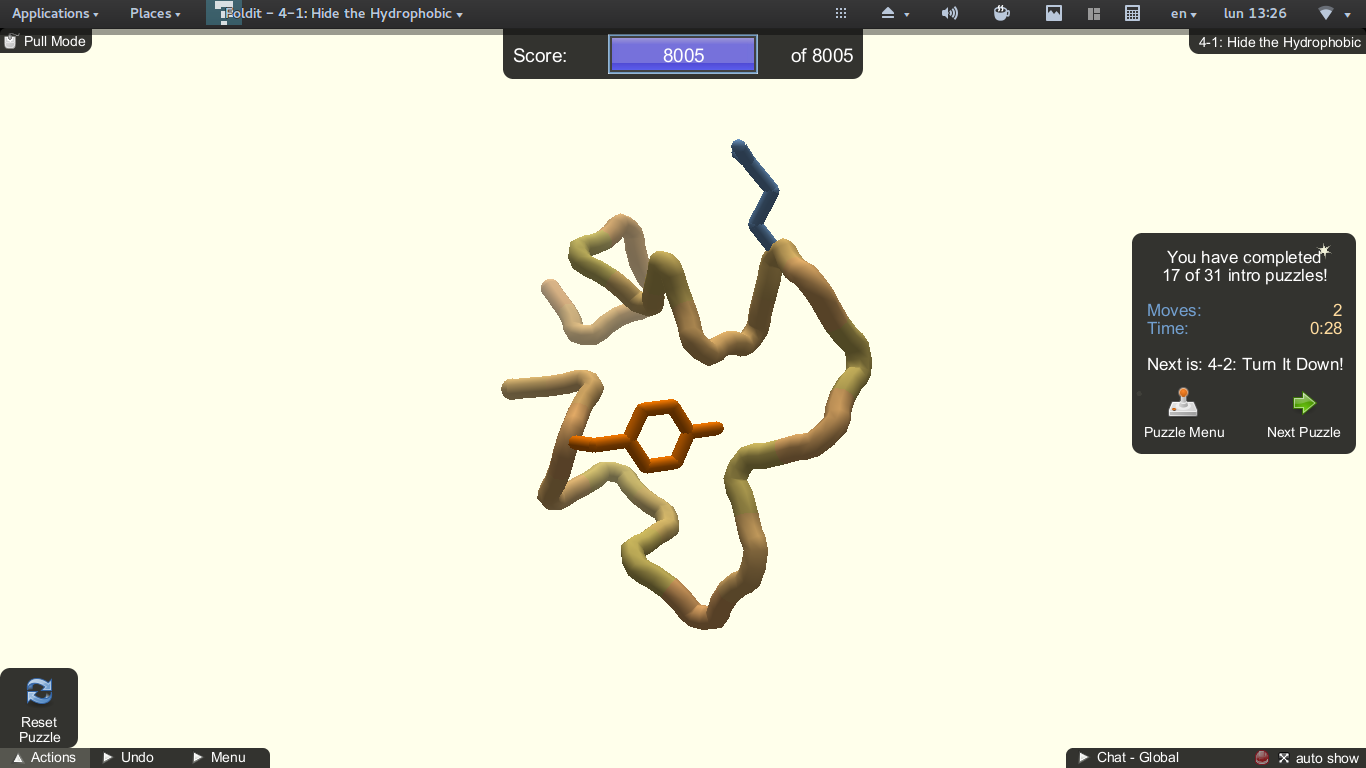 Applications Places Foldit - 4-1: Hide the Hydrophobic en lun 13:26
Pull Mode
4-1: Hide the Hydrophobic
Score: 8005 of 8005
You have completed
17 of 31 intro puzzles!
Moves: 2
Time: 0:28
Next is: 4-2: Turn It Down!
Puzzle Menu Next Puzzle
Reset
Puzzle
Actions Undo Menu
Chat - Global auto show